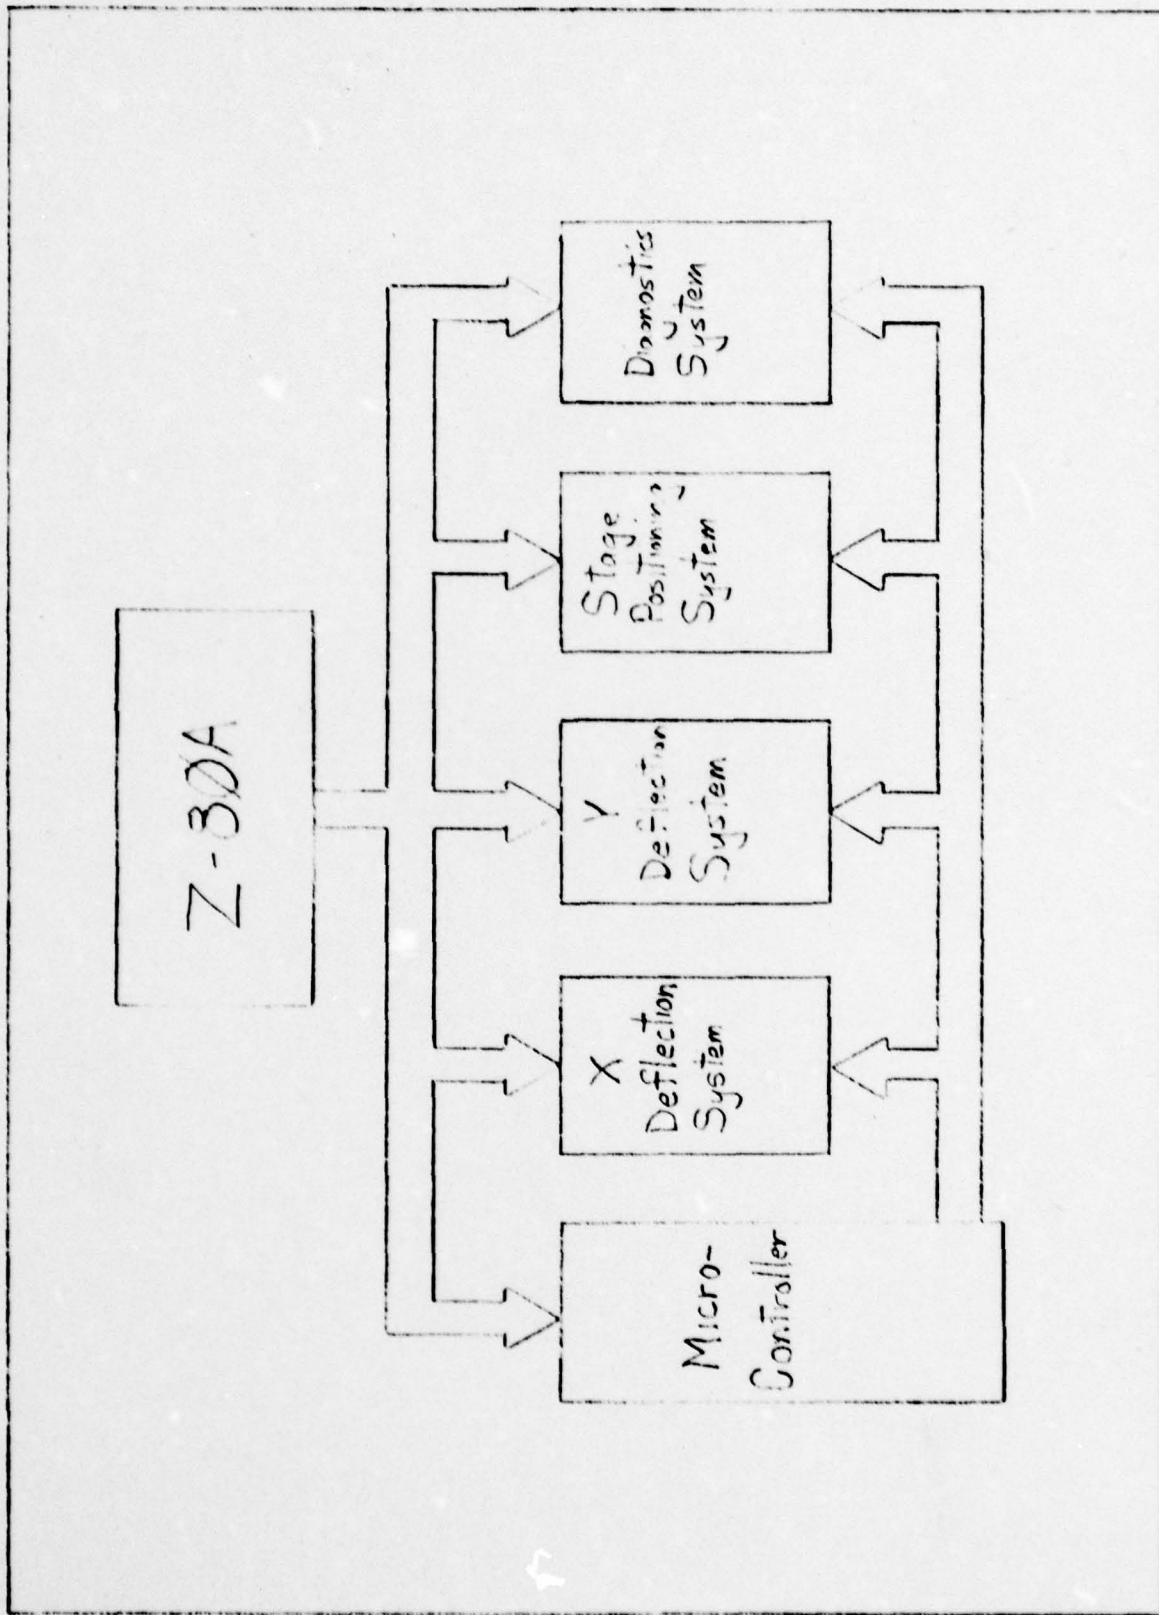 Z-80A
Micro-
Controller
X
Deflection
System
Y
Deflection
System
Stage
Positioning
System
Diagnostics
System